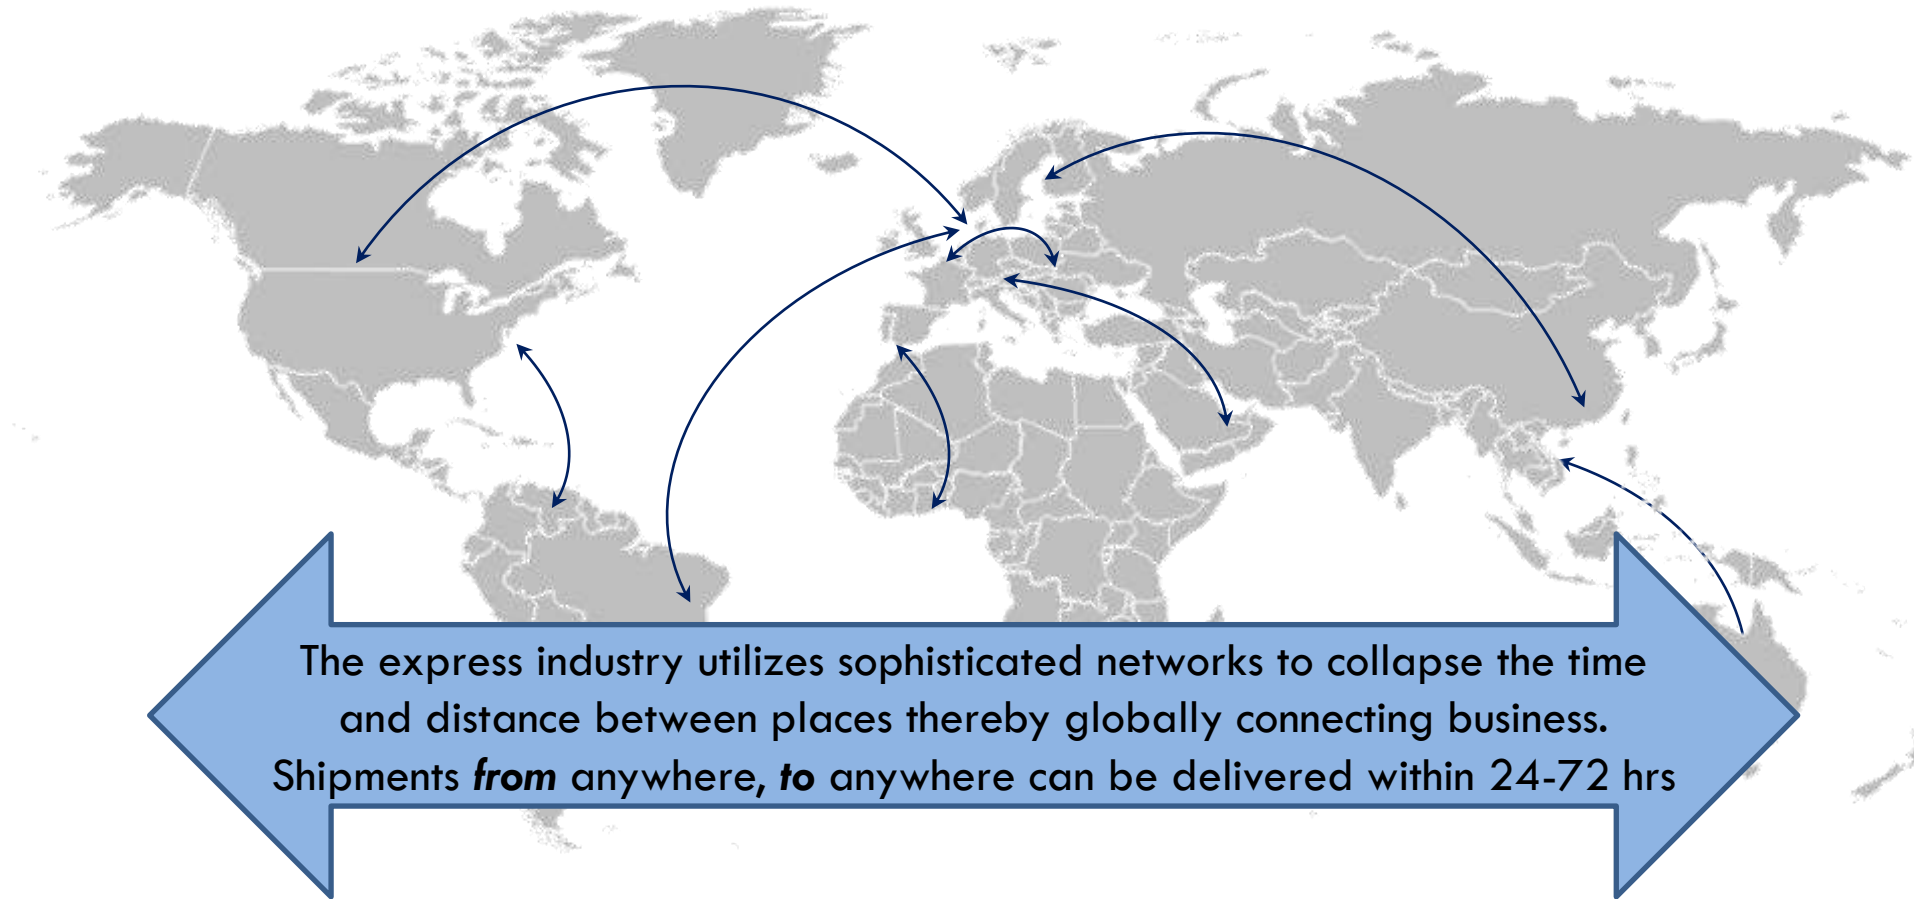 The express industry utilizes sophisticated networks to collapse the time
and distance between places thereby globally connecting business.
Shipments from anywhere, to anywhere can be delivered within 24-72 hrs